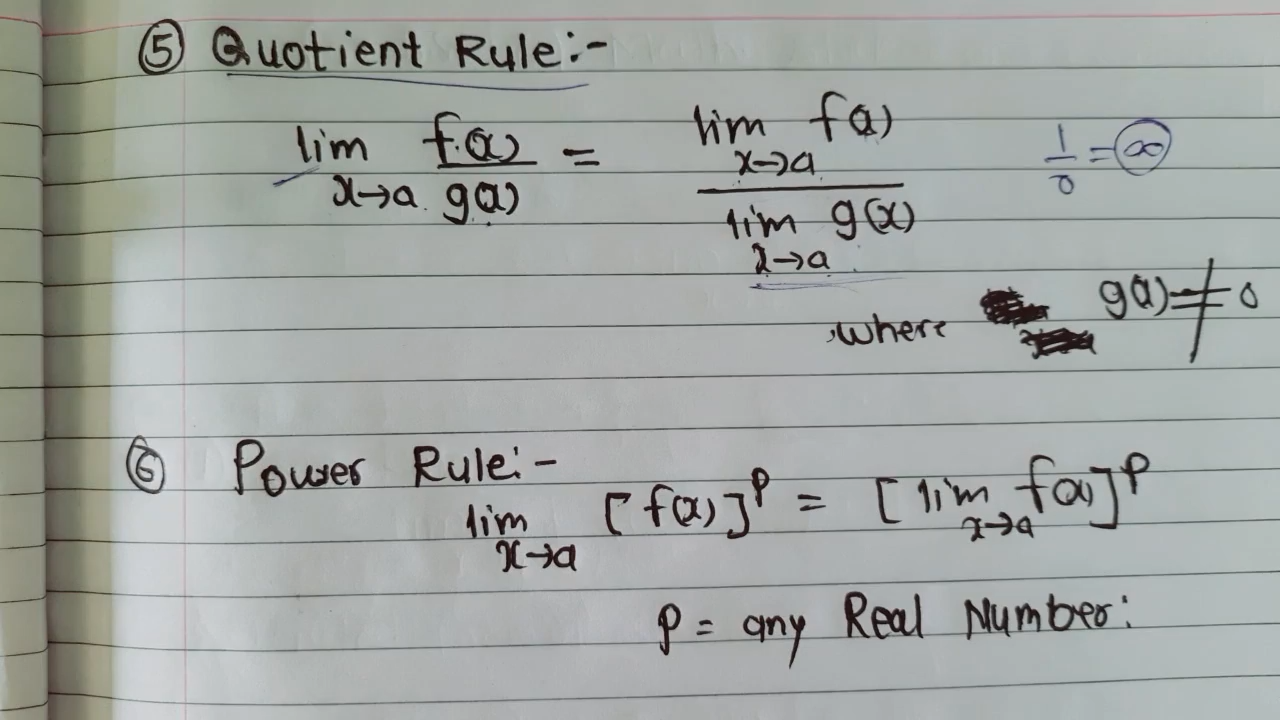 ⑤ Quotient Rule:-
lim x→a f(x)/g(x) = lim x→a f(x) / lim x→a g(x)
1/0 = ∞
where g(x) ≠ 0
⑥ Power Rule:-
lim x→a [f(x)]^p = [lim x→a f(x)]^p
p = any Real Number: